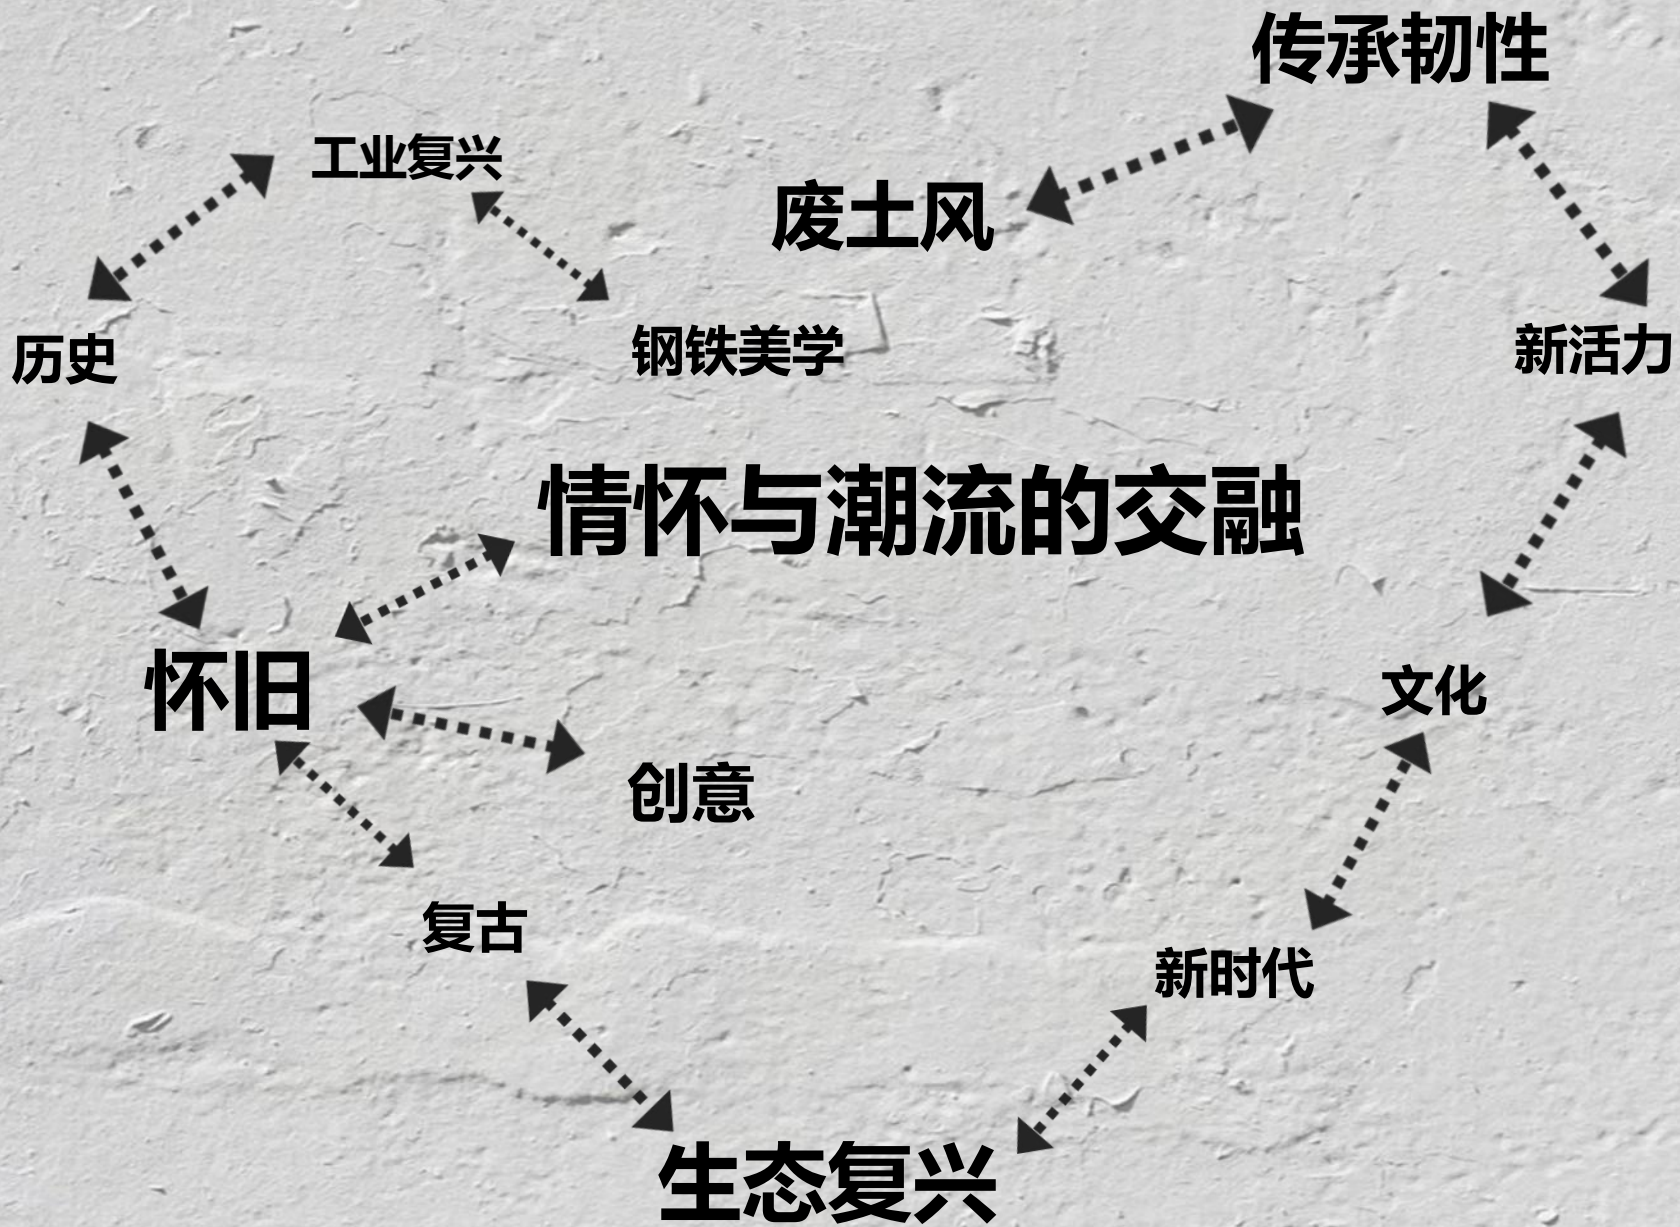 传承韧性
工业复兴
废土风
历史
钢铁美学
新活力
情怀与潮流的交融
怀旧
文化
创意
复古
新时代
生态复兴